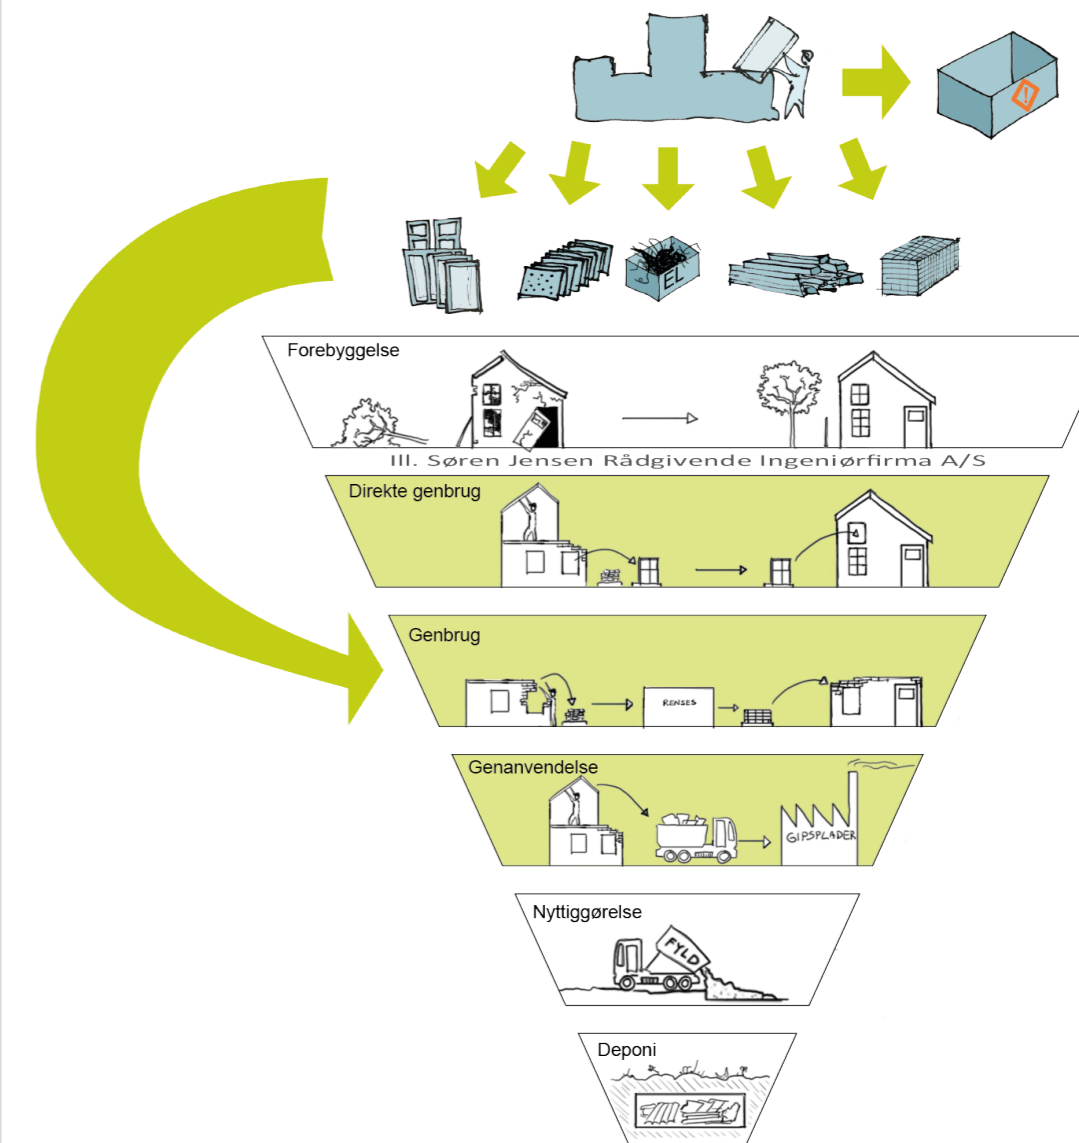 !
EL
Forebyggelse
Ill. Søren Jensen Rådgivende Ingeniørfirma A/S
Direkte genbrug
Genbrug
RENSES
Genanvendelse
GIPSPLADER
Nyttiggørelse
FYLD
Deponi